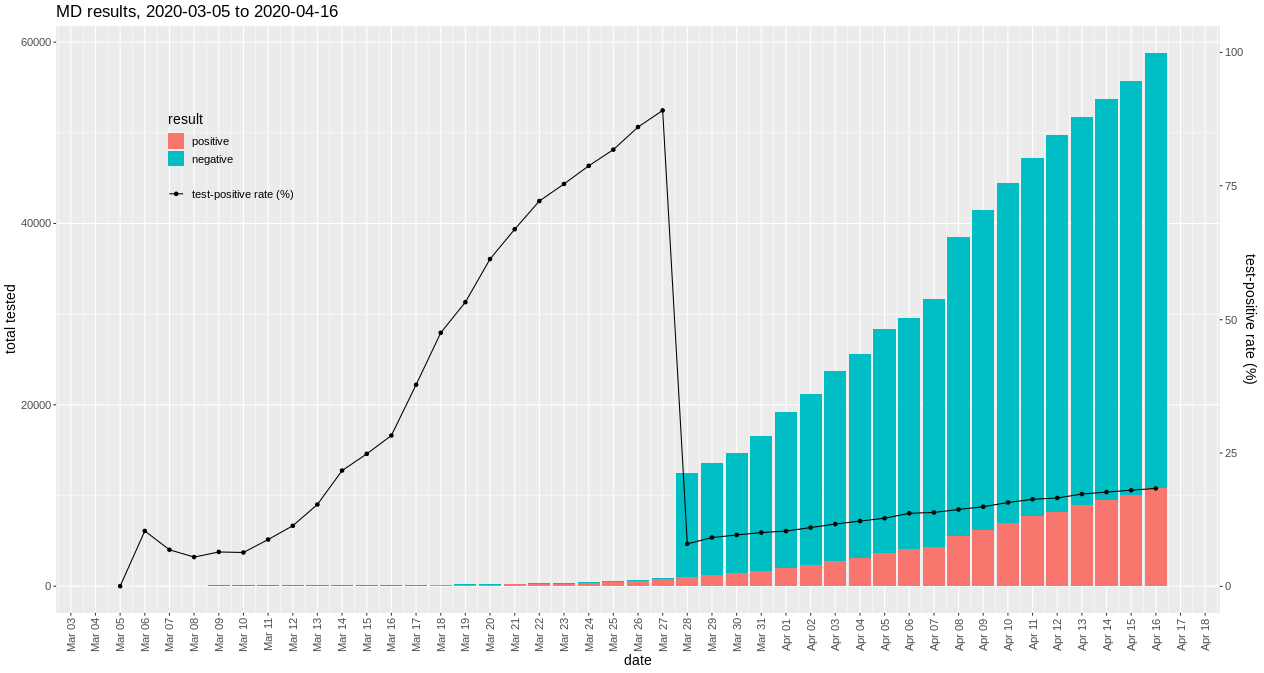 MD results, 2020-03-05 to 2020-04-16
60000
40000
20000
0
total tested
result
positive
negative
test-positive rate (%)
100
75
50
25
0
test-positive rate (%)
Mar 03
Mar 04
Mar 05
Mar 06
Mar 07
Mar 08
Mar 09
Mar 10
Mar 11
Mar 12
Mar 13
Mar 14
Mar 15
Mar 16
Mar 17
Mar 18
Mar 19
Mar 20
Mar 21
Mar 22
Mar 23
Mar 24
Mar 25
Mar 26
Mar 27
Mar 28
Mar 29
Mar 30
Mar 31
Apr 01
Apr 02
Apr 03
Apr 04
Apr 05
Apr 06
Apr 07
Apr 08
Apr 09
Apr 10
Apr 11
Apr 12
Apr 13
Apr 14
Apr 15
Apr 16
Apr 17
Apr 18
date